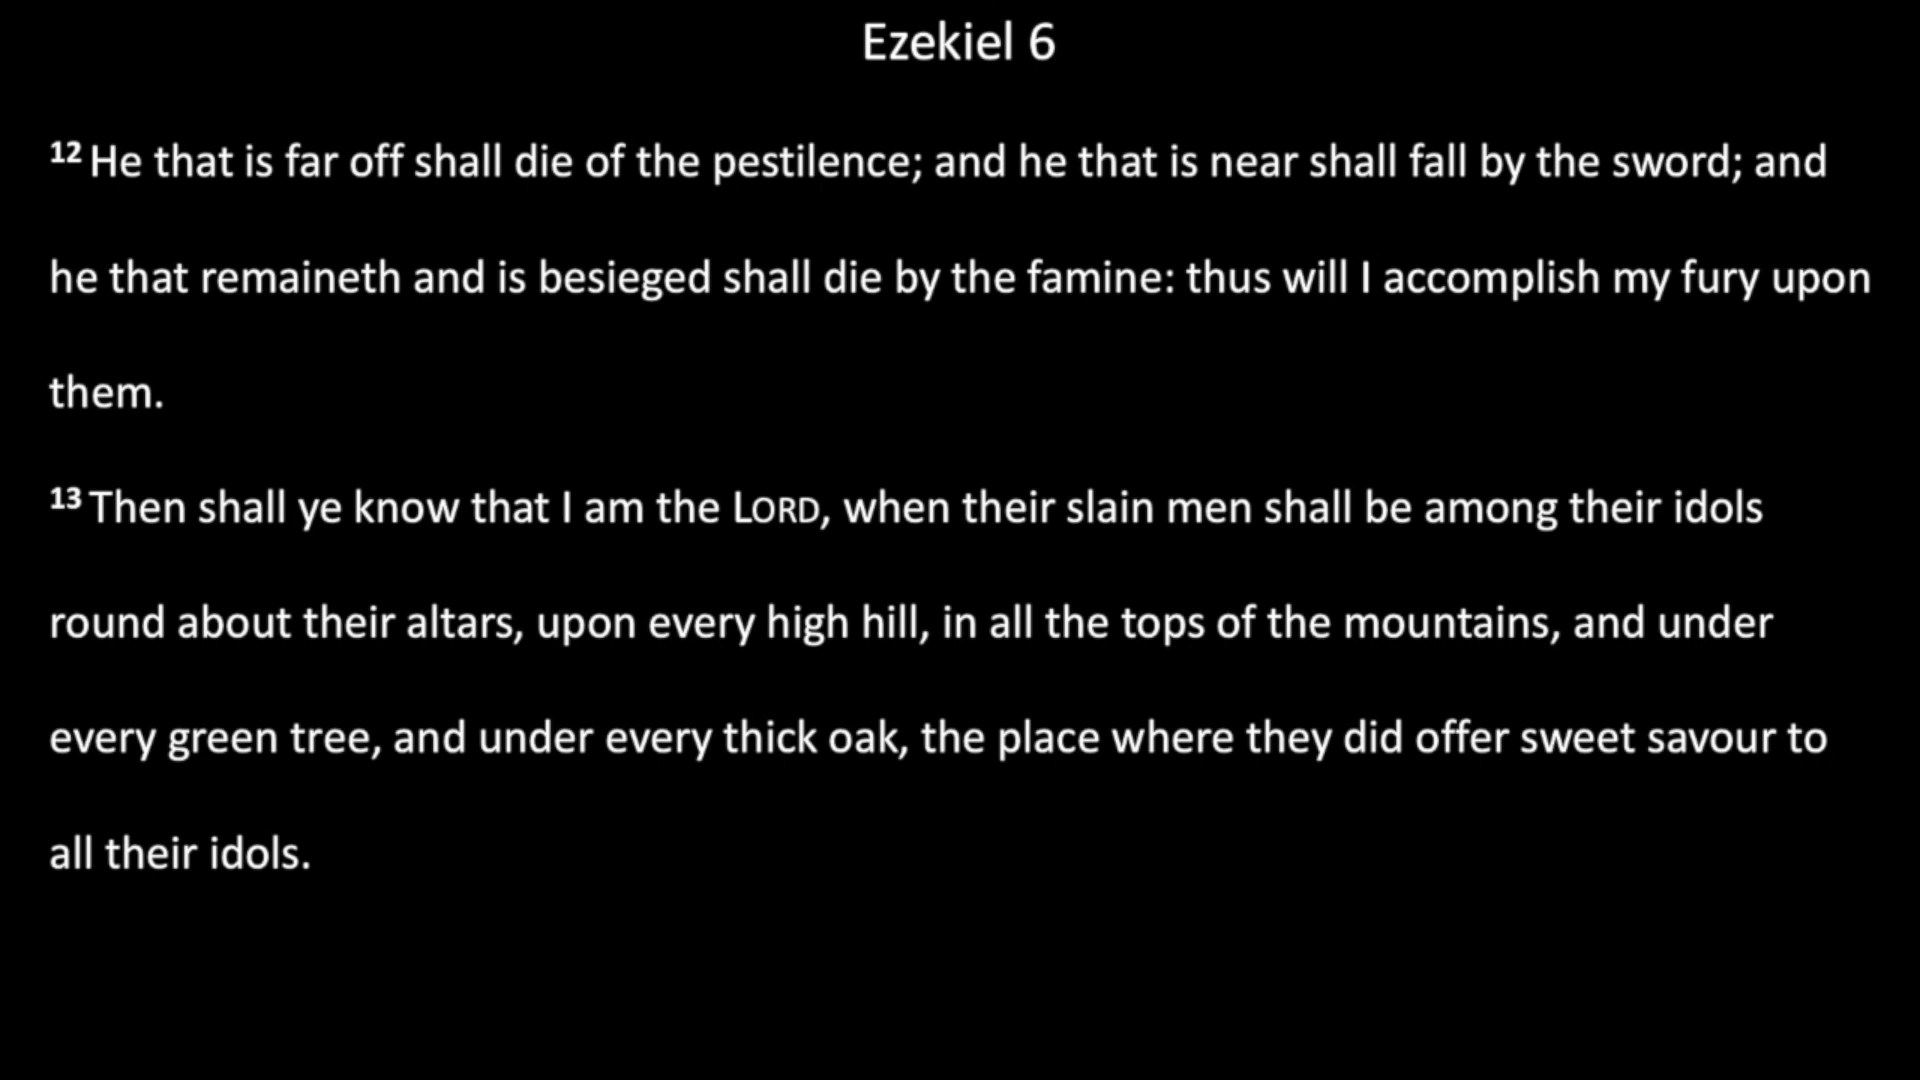 Ezekiel 6
12 He that is far off shall die of the pestilence; and he that is near shall fall by the sword; and
he that remaineth and is besieged shall die by the famine: thus will I accomplish my fury upon
them.
13 Then shall ye know that I am the LORD, when their slain men shall be among their idols
round about their altars, upon every high hill, in all the tops of the mountains, and under
every green tree, and under every thick oak, the place where they did offer sweet savour to
all their idols.